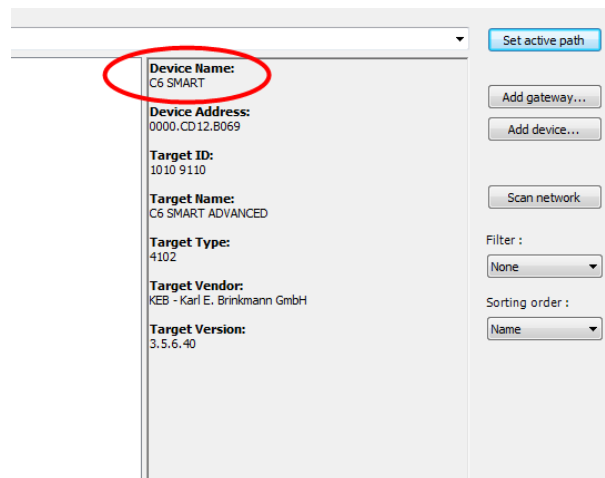 Set active path
Device Name:
C6 SMART
Device Address:
0000.CD12.B069
Target ID:
1010 9110
Target Name:
C6 SMART ADVANCED
Target Type:
4102
Target Vendor:
KEB - Karl E. Brinkmann GmbH
Target Version:
3.5.6.40
Add gateway...
Add device...
Scan network
Filter :
None
Sorting order :
Name